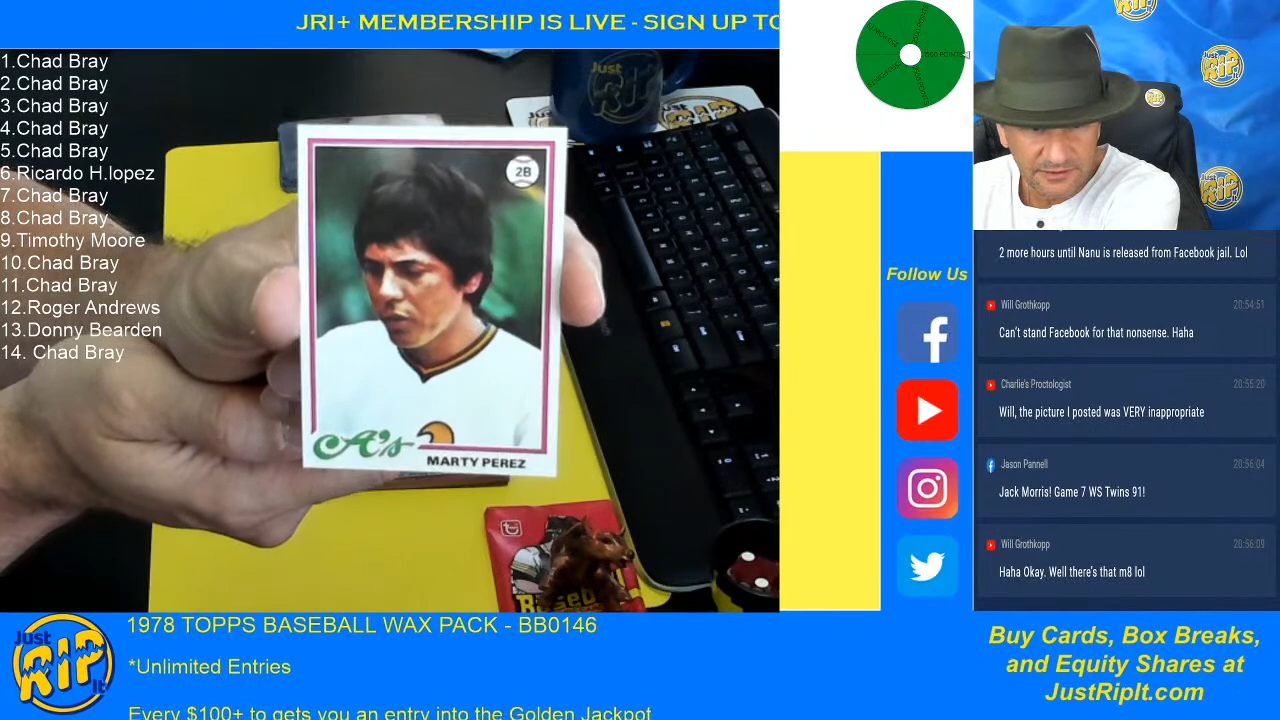 JRI+ MEMBERSHIP IS LIVE - SIGN UP TO
1.Chad Bray
2.Chad Bray
3.Chad Bray
4.Chad Bray
5.Chad Bray
6.Ricardo H.lopez
7.Chad Bray
8.Chad Bray
9.Timothy Moore
10.Chad Bray
11.Chad Bray
12.Roger Andrews
13.Donny Bearden
14. Chad Bray
Just
RIP
2B
A's
MARTY PEREZ
Follow Us
2 more hours until Nanu is released from Facebook jail. Lol
Will Grothkopp 20:54:51
Can't stand Facebook for that nonsense. Haha
Charlie's Proctologist 20:55:20
Will, the picture I posted was VERY inappropriate
Jason Pannell 20:56:04
Jack Morris! Game 7 WS Twins 91!
Will Grothkopp 20:56:09
Haha Okay. Well there's that m8 lol
Just
RIP
It
1978 TOPPS BASEBALL WAX PACK - BB0146
*Unlimited Entries
Every $100+ to gets you an entry into the Golden Jackpot
Buy Cards, Box Breaks,
and Equity Shares at
JustRipIt.com